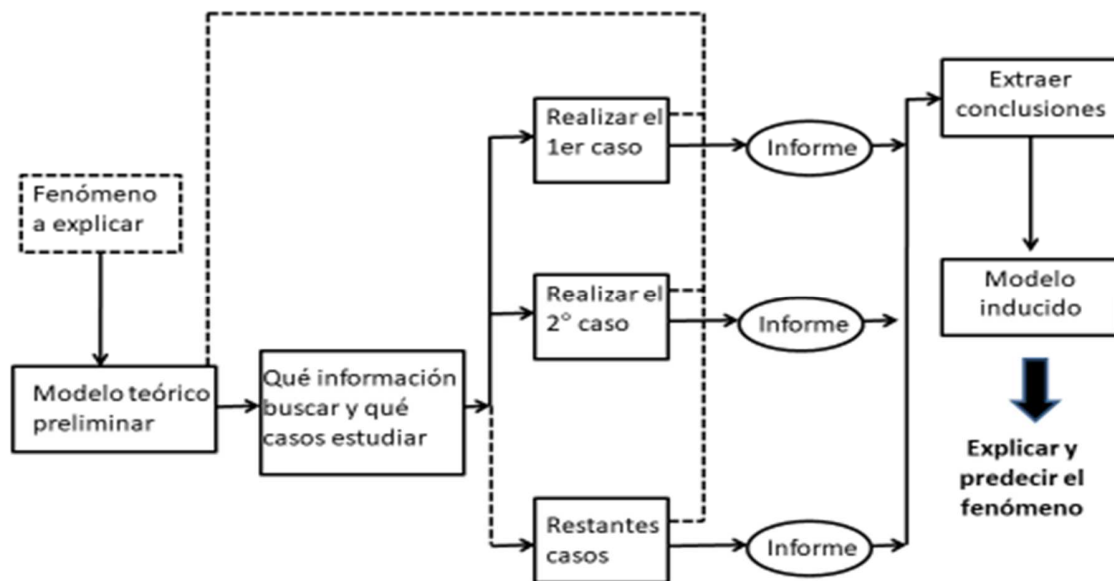 Fenómeno
a explicar
Modelo teórico
preliminar
Qué información
buscar y qué
casos estudiar
Realizar el
1er caso
Informe
Realizar el
2° caso
Informe
Restantes
casos
Informe
Extraer
conclusiones
Modelo
inducido
Explicar y
predecir el
fenómeno